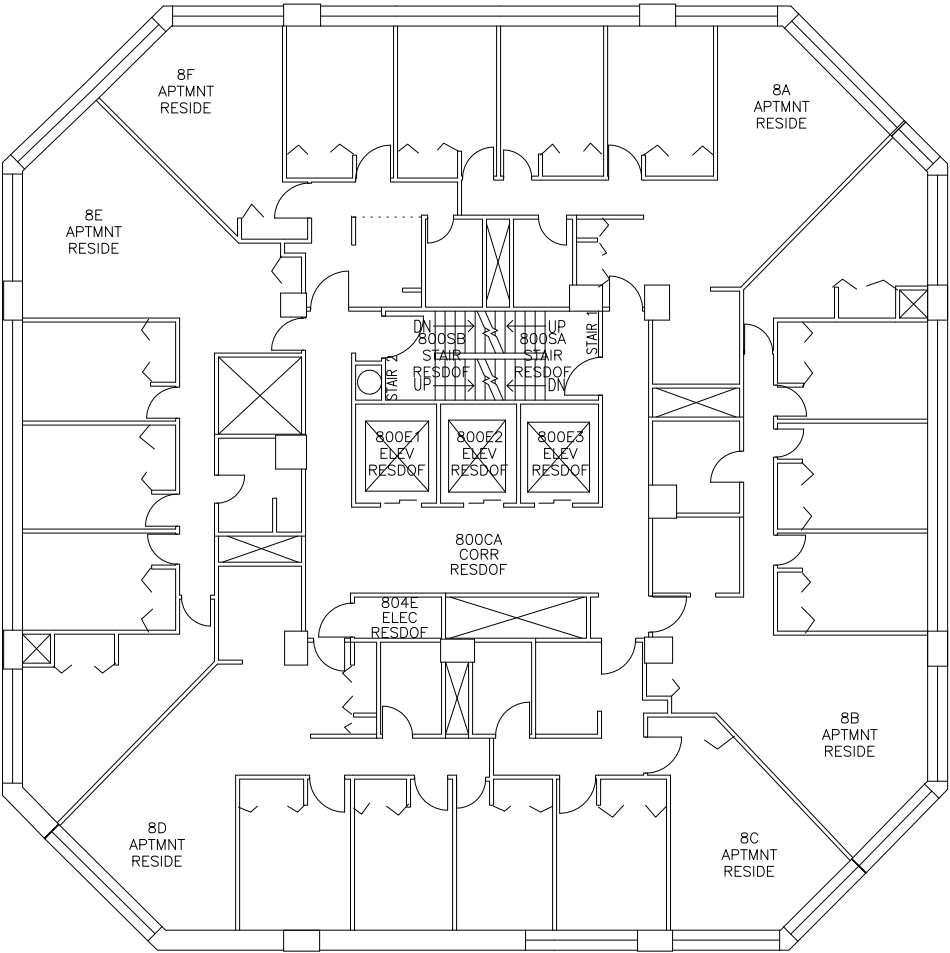 8F
APTMNT
RESIDE
8A
APTMNT
RESIDE
8E
APTMNT
RESIDE
DN
UP
800SB
STAIR
RESDOF
800SA
STAIR
RESDOF
STAIR 1
STAIR 2
UP
DN
800E1
ELEV
RESDOF
800E2
ELEV
RESDOF
800E3
ELEV
RESDOF
800CA
CORR
RESDOF
804E
ELEC
RESDOF
8B
APTMNT
RESIDE
8D
APTMNT
RESIDE
8C
APTMNT
RESIDE